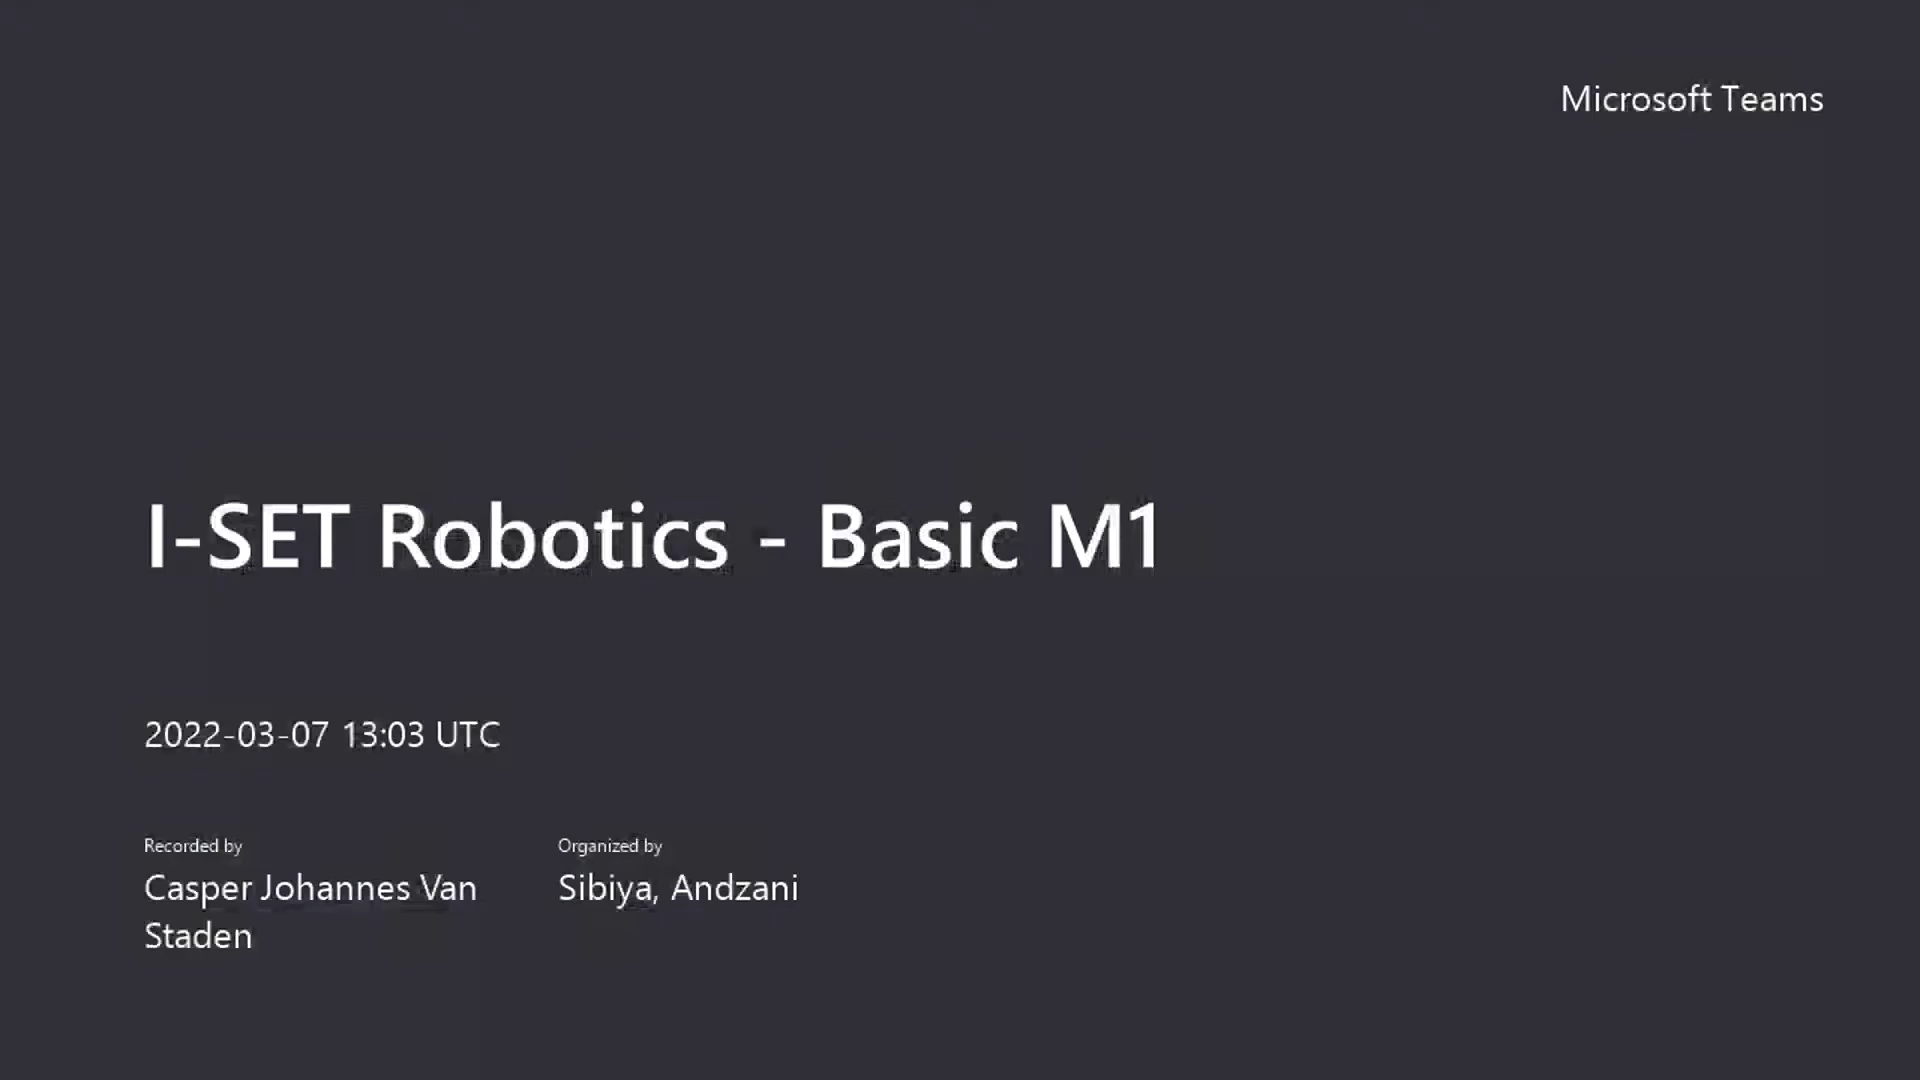 Microsoft Teams
I-SET Robotics - Basic M1
2022-03-07 13:03 UTC
Recorded by
Casper Johannes Van
Staden
Organized by
Sibiya, Andzani